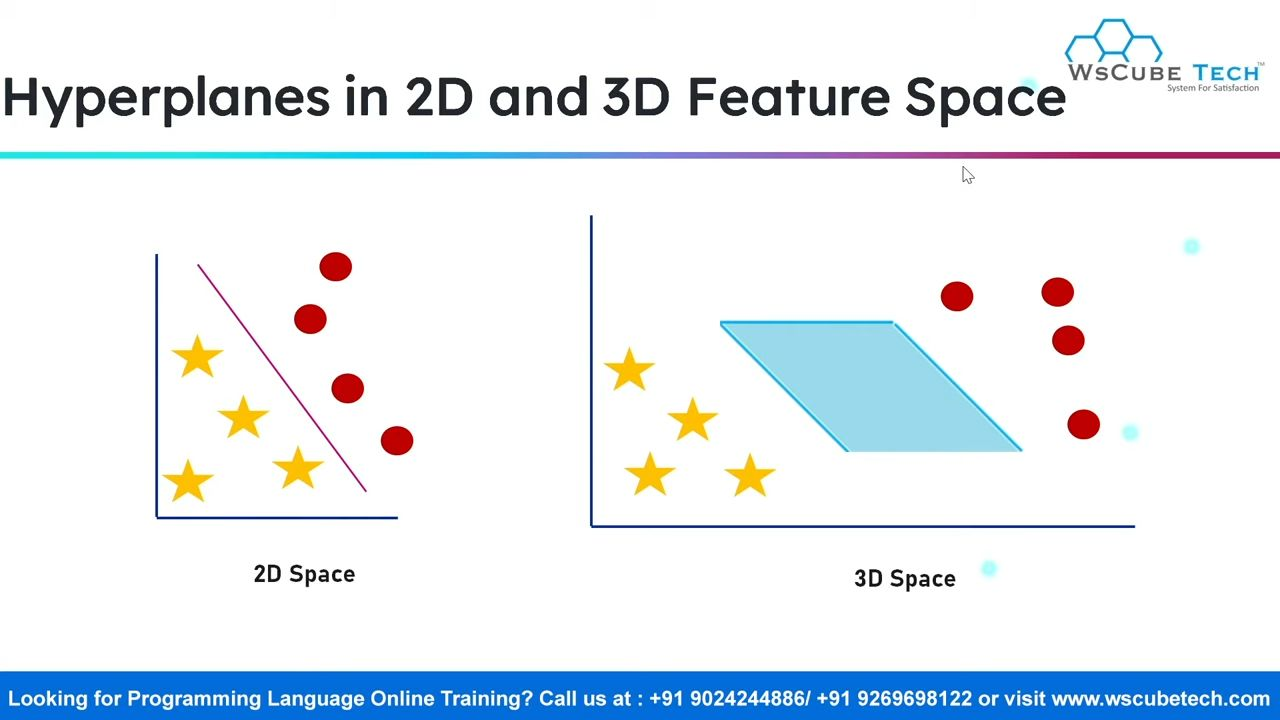 WsCube Tech™
System For Satisfaction
Hyperplanes in 2D and 3D Feature Space
2D Space
3D Space
Looking for Programming Language Online Training? Call us at : +91 9024244886/ +91 9269698122 or visit www.wscubetech.com